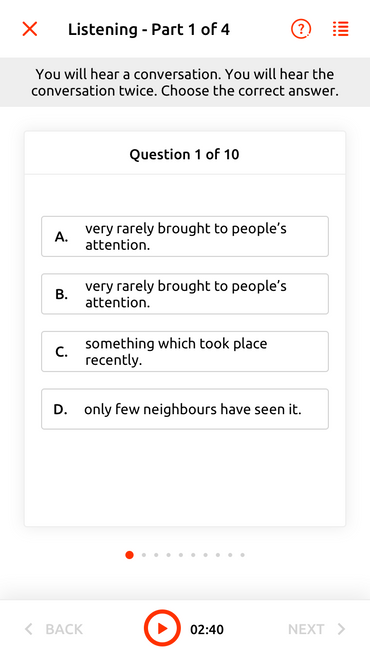 Listening - Part 1 of 4
?
You will hear a conversation. You will hear the
conversation twice. Choose the correct answer.
Question 1 of 10
A. very rarely brought to people's
attention.
B. very rarely brought to people's
attention.
C. something which took place
recently.
D. only few neighbours have seen it.
BACK 02:40 NEXT